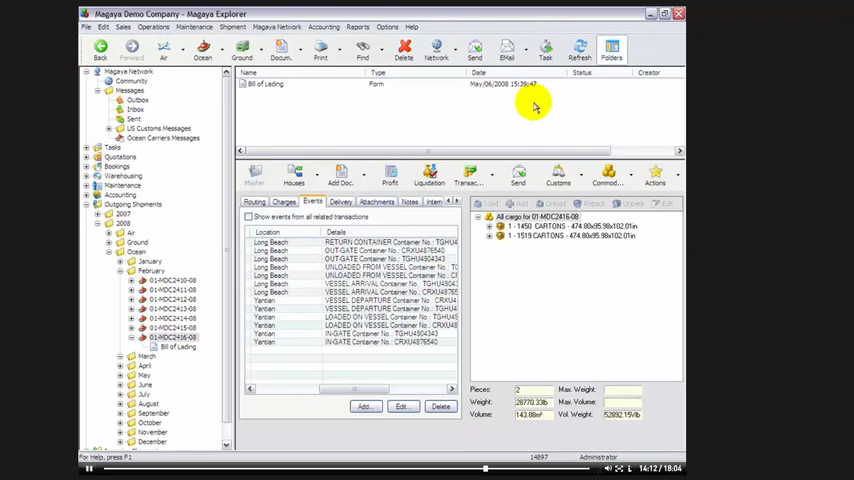 Magaya Demo Company - Magaya Explorer
File Edit Sales Operations Maintenance Shipment Magaya Network Accounting Reports Options Help
Back Forward Air Ocean Ground Docum. Print Find Delete Network Send EMail Task Refresh Folders
Magaya Network
Community
Messages
Outbox
Inbox
Sent
US Customs Messages
Ocean Carriers Messages
Tasks
Quotations
Bookings
Warehousing
Maintenance
Accounting
Outgoing Shipments
2007
2008
Air
Ground
Ocean
January
February
01-MDC2410-08
01-MDC2411-08
01-MDC2412-08
01-MDC2413-08
01-MDC2414-08
01-MDC2415-08
01-MDC2416-08
Bill of Lading
March
April
May
June
July
August
September
October
November
December
Name Type Date Status Creator
Bill of Lading Form May/06/2008 15:39:47
Master Houses Add Doc. Profit Liquidation Transac... Send Customs Commod... Actions
Routing Charges Events Delivery Attachments Notes Intern
Show events from all related transactions
Location Details
Long Beach RETURN CONTAINER Container No.: TGHU4
Long Beach OUT-GATE Container No.: CRXU4876540
Long Beach OUT-GATE Container No.: TGHU4904343
Long Beach UNLOADED FROM VESSEL Container No.: T
Long Beach UNLOADED FROM VESSEL Container No.: C
Long Beach VESSEL ARRIVAL Container No.: TGHU4904
Long Beach VESSEL ARRIVAL Container No.: CRXU4876
Yantian VESSEL DEPARTURE Container No.: TGHU4
Yantian VESSEL DEPARTURE Container No.: CRXU4
Yantian LOADED ON VESSEL Container No.: TGHU4
Yantian LOADED ON VESSEL Container No.: CRXU4
Yantian IN-GATE Container No.: TGHU4904343
Yantian IN-GATE Container No.: CRXU4876540
Add... Edit... Delete
Load Add Unload Repack Unpack Edit
All cargo for 01-MDC2416-08
1 - 1450 CARTONS - 474.80x95.98x102.01in
1 - 1519 CARTONS - 474.80x95.98x102.01in
Pieces: 2 Max Weight:
Weight: 28770.33lb Max Volume:
Volume: 143.88m³ Vol. Weight: 52892.15Vlb
For Help, press F1 14897 Administrator
14:12 / 18:04